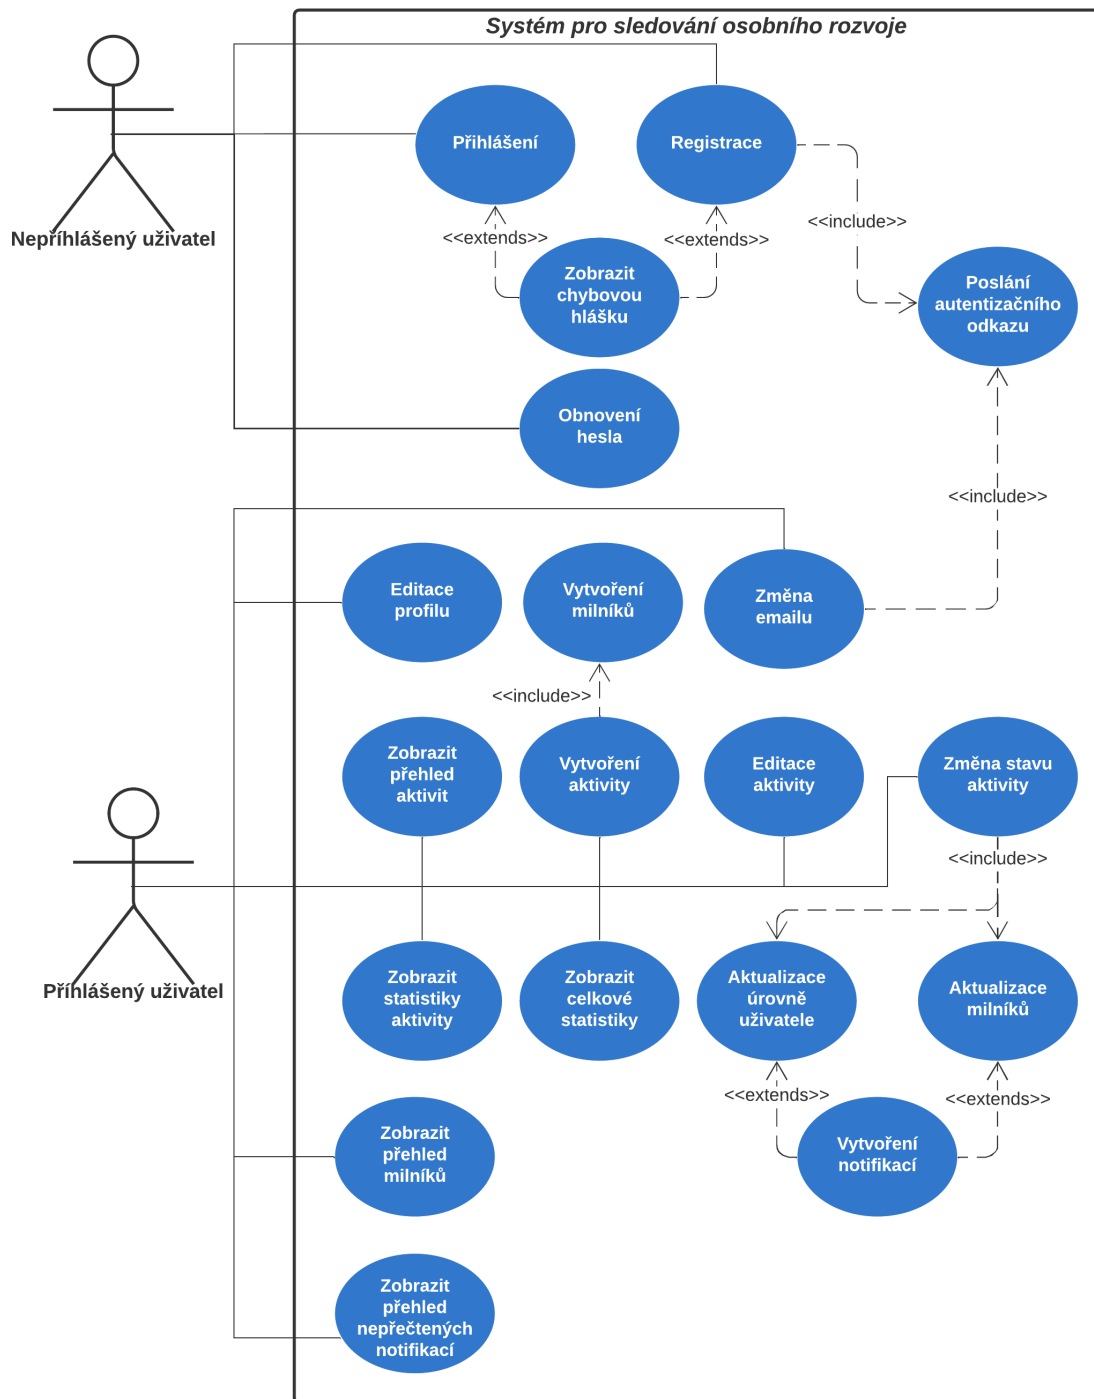 Systém pro sledování osobního rozvoje
Přihlášení
Registrace
<<include>>
Nepříhlášený uživatel
<<extends>>
<<extends>>
Zobrazit
chybovou
hlášku
Poslání
autentizačního
odkazu
Obnovení
hesla
<<include>>
Editace
profilu
Vytvoření
milníků
Změna
emailu
<<include>>
Zobrazit
přehled
aktivit
Vytvoření
aktivity
Editace
aktivity
Změna stavu
aktivity
<<include>>
Příhlášený uživatel
Zobrazit
statistiky
aktivity
Zobrazit
celkové
statistiky
Aktualizace
úrovně
uživatele
Aktualizace
milníků
<<extends>>
<<extends>>
Zobrazit
přehled
milníků
Vytvoření
notifikací
Zobrazit
přehled
nepřečtených
notifikací